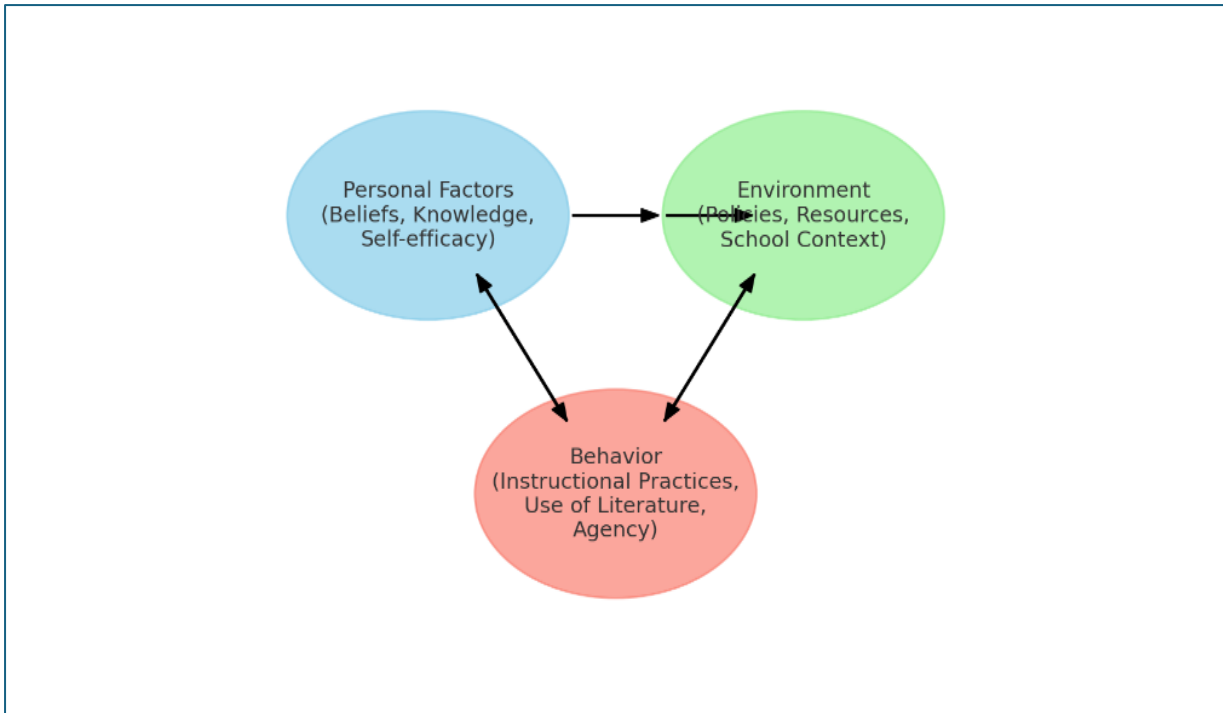 Personal Factors
(Beliefs, Knowledge,
Self-efficacy)
Environment
(Policies, Resources,
School Context)
Behavior
(Instructional Practices,
Use of Literature,
Agency)